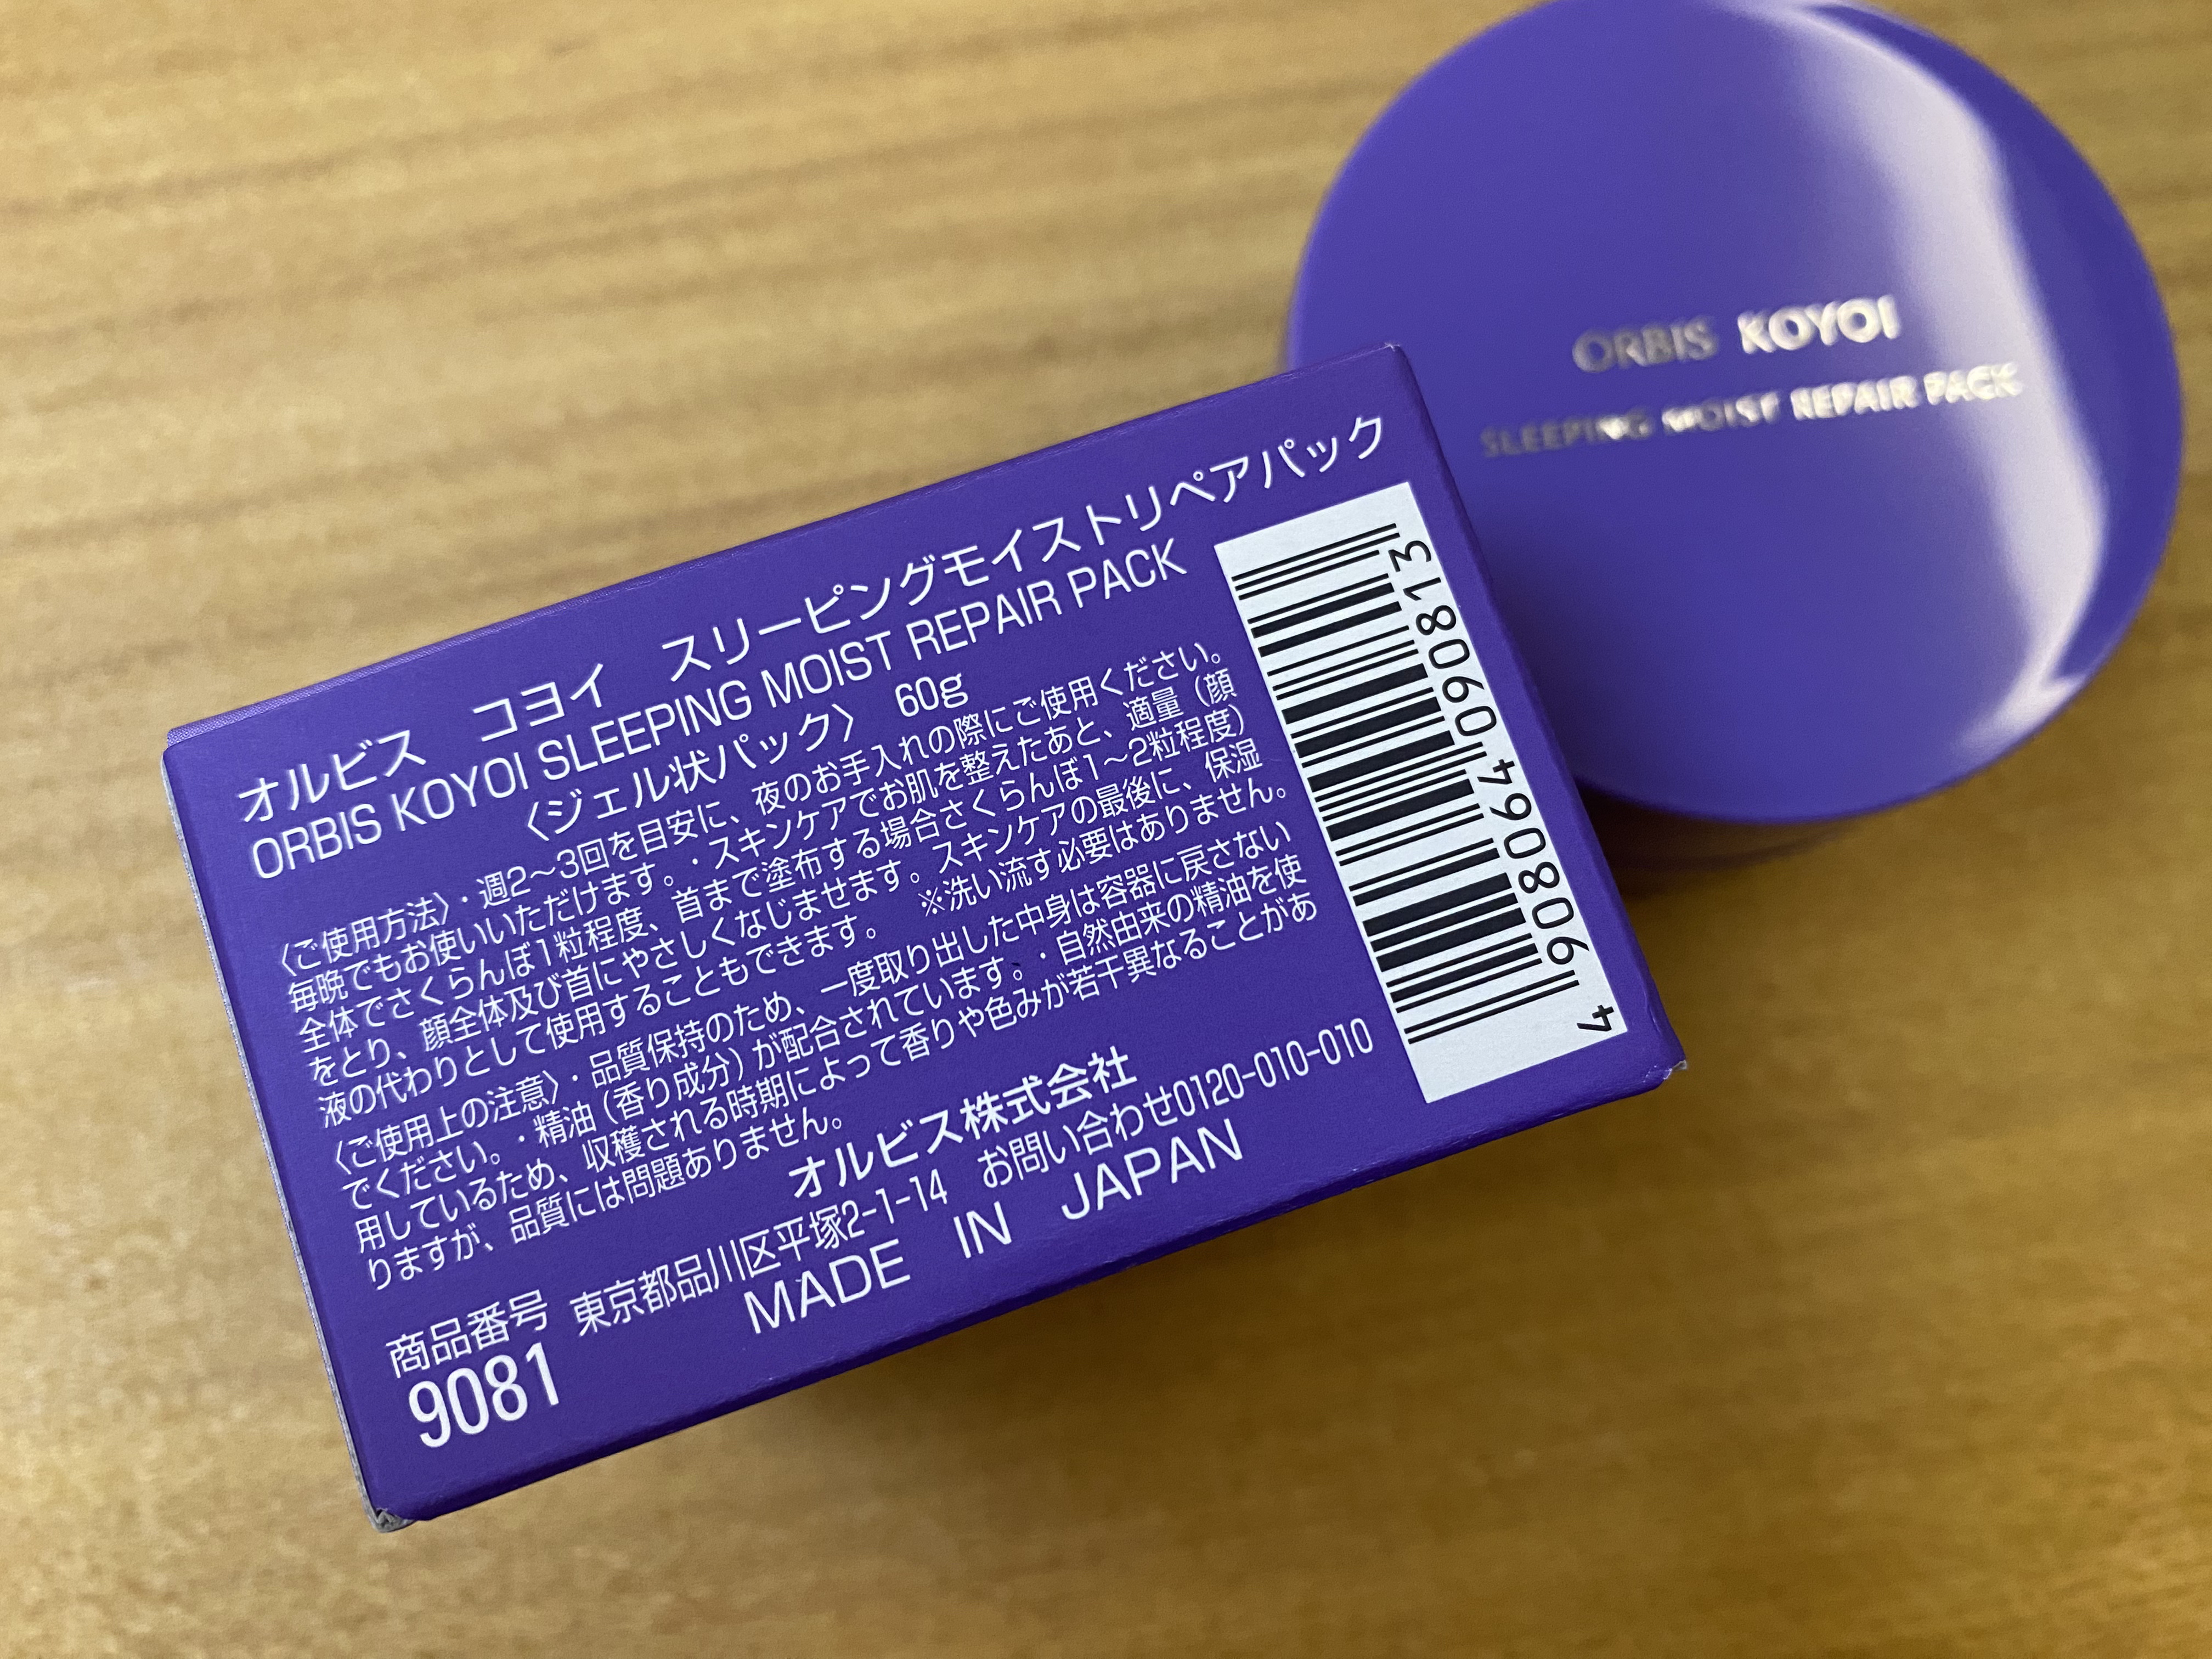 ORBIS KOYOI
SLEEPING MOIST REPAIR PACK
オルビス　コヨイ　スリーピングモイストリペアパック
ORBIS KOYOI SLEEPING MOIST REPAIR PACK
〈ジェル状パック〉　60g
〈ご使用方法〉・週2～3回を目安に、夜のお手入れの際にご使用ください。
毎晩でもお使いいただけます。・スキンケアでお肌を整えたあと、適量（顔
全体でさくらんぼ1粒程度、首まで塗布する場合さくらんぼ1～2粒程度）
をとり、顔全体及び首にやさしくなじませます。スキンケアの最後に、保湿
液の代わりとして使用することもできます。　※洗い流す必要はありません。
〈ご使用上の注意〉・品質保持のため、一度取り出した中身は容器に戻さない
でください。・精油（香り成分）が配合されています。・自然由来の精油を使
用しているため、収穫される時期によって香りや色みが若干異なることがあ
りますが、品質には問題ありません。
オルビス株式会社
商品番号　東京都品川区平塚2-1-14　お問い合わせ0120-010-010
9081
MADE IN JAPAN
4 908064 090813